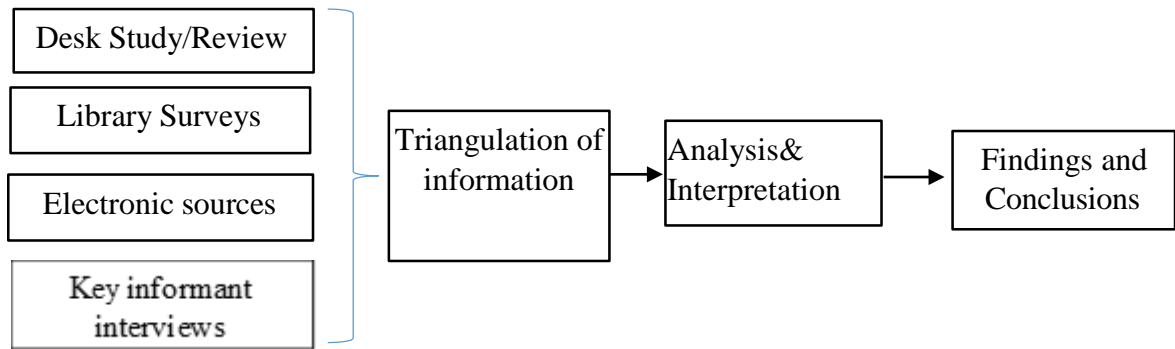 Desk Study/Review
Library Surveys
Electronic sources
Key informant
interviews
Triangulation of
information
Analysis&
Interpretation
Findings and
Conclusions